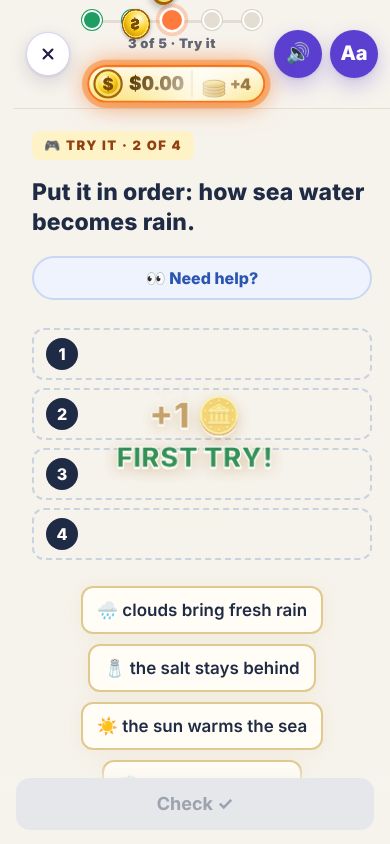 3 of 5 · Try it
$ $0.00 +4
Aa
TRY IT · 2 OF 4
Put it in order: how sea water
becomes rain.
Need help?
1
2
+1
FIRST TRY!
3
4
clouds bring fresh rain
the salt stays behind
the sun warms the sea
Check ✓